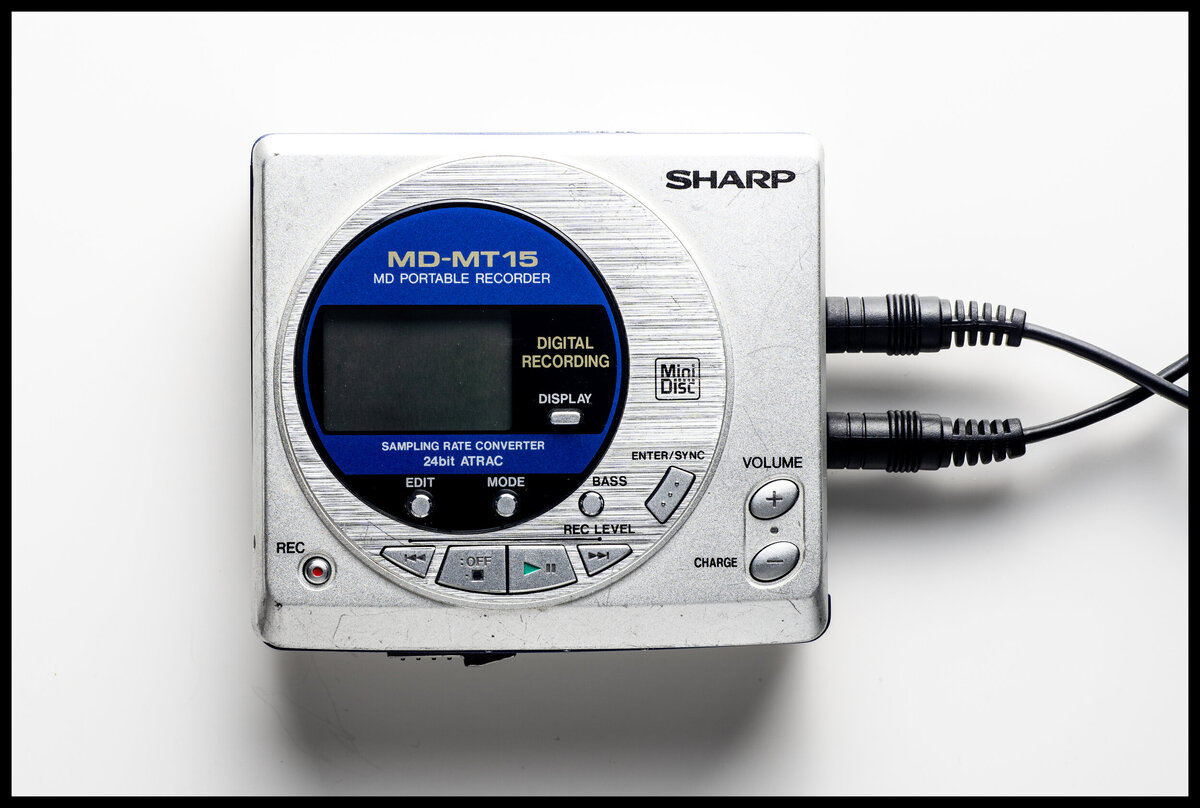 SHARP
MD-MT15
MD PORTABLE RECORDER
DIGITAL
RECORDING
Mini
Disc
DISPLAY
SAMPLING RATE CONVERTER
24bit ATRAC
ENTER/SYNC
VOLUME
EDIT
MODE
BASS
REC LEVEL
REC
:OFF
CHARGE